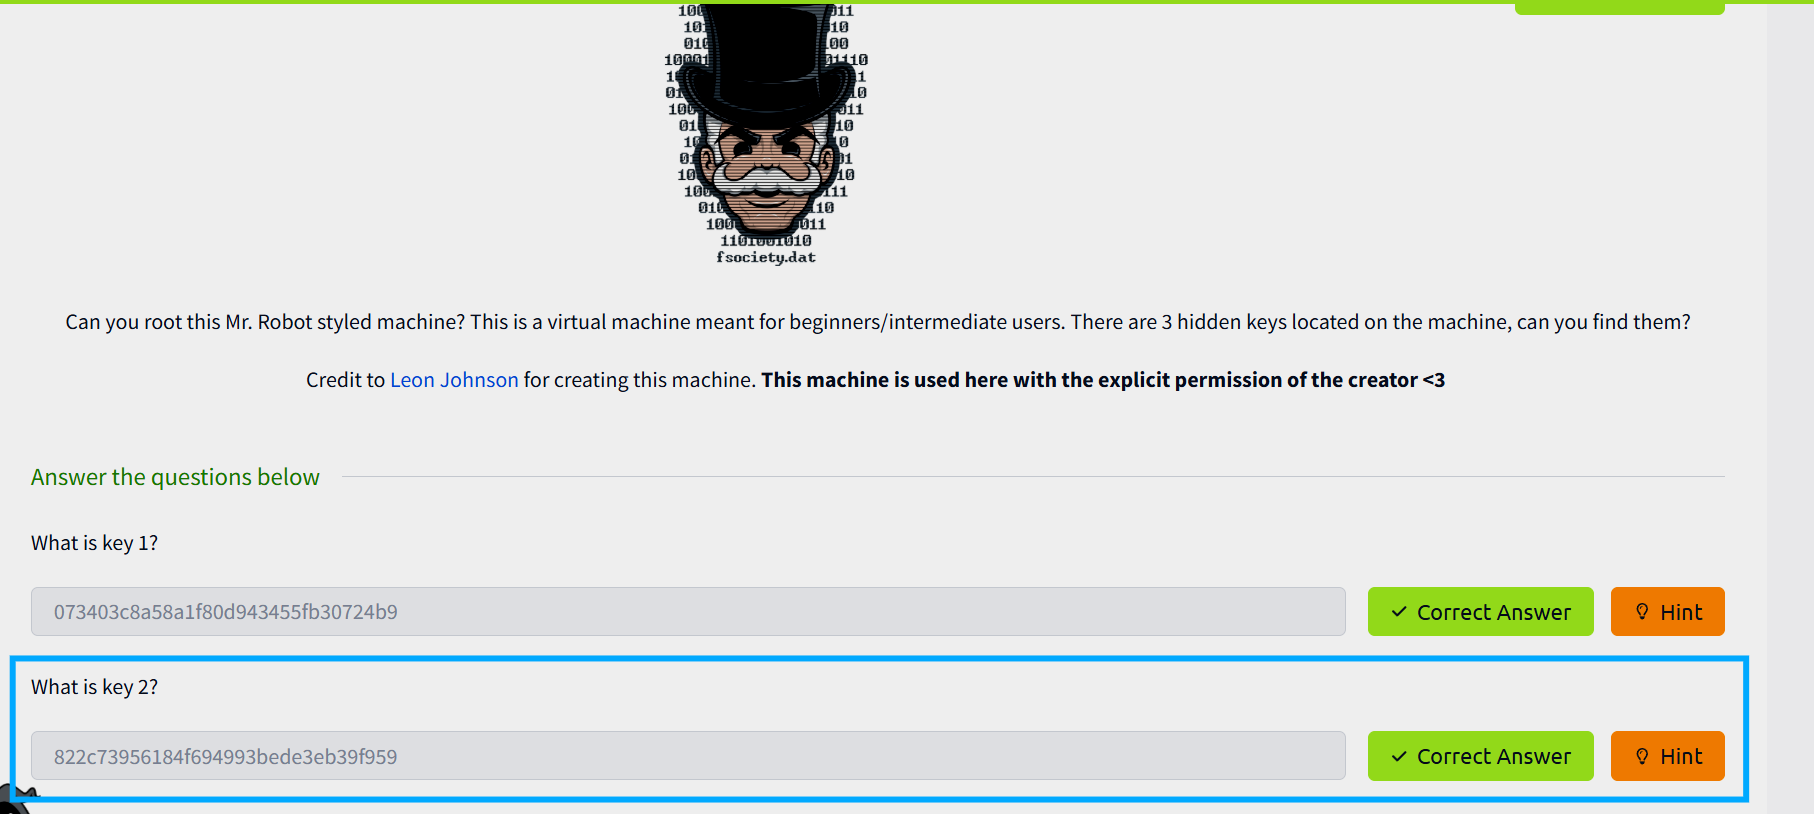 fsociety.dat
Can you root this Mr. Robot styled machine? This is a virtual machine meant for beginners/intermediate users. There are 3 hidden keys located on the machine, can you find them?
Credit to Leon Johnson for creating this machine. This machine is used here with the explicit permission of the creator <3
Answer the questions below
What is key 1?
073403c8a58a1f80d943455fb30724b9 Correct Answer Hint
What is key 2?
822c73956184f694993bede3eb39f959 Correct Answer Hint